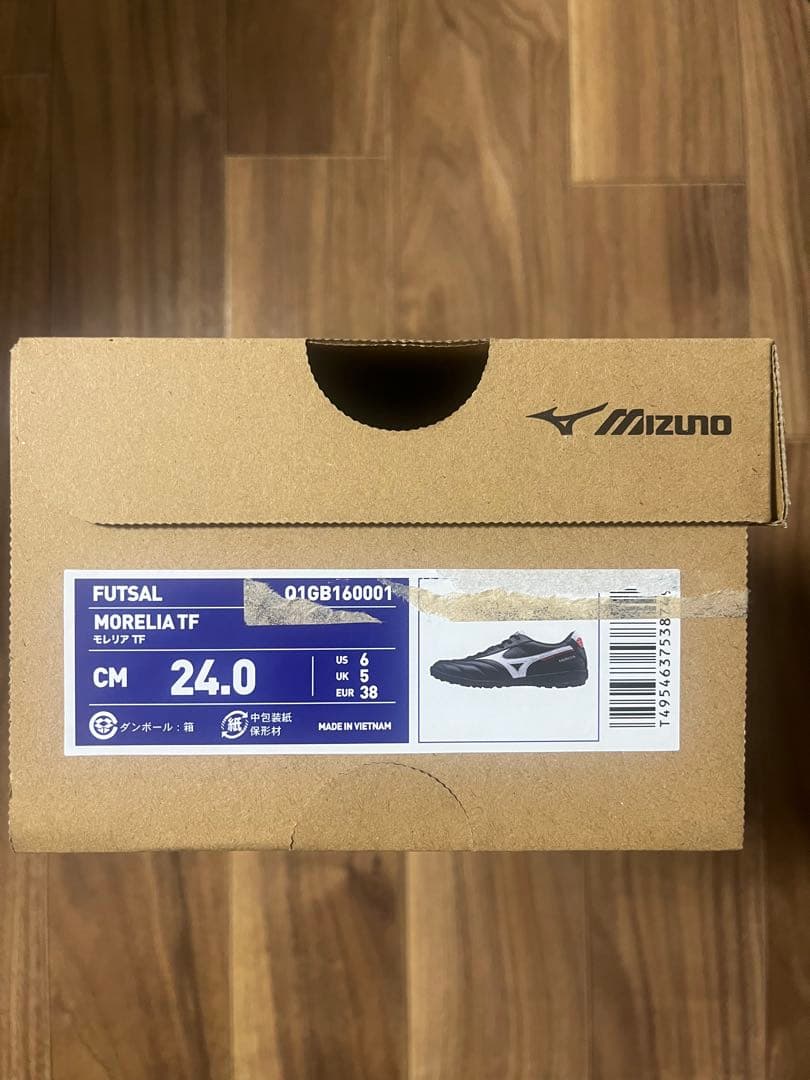 MIZUNO
FUTSAL Q1GB160001
MORELIA TF
モレリア TF
CM 24.0
US 6
UK 5
EUR 38
ダンボール：箱
紙 中包装紙
保形材
MADE IN VIETNAM